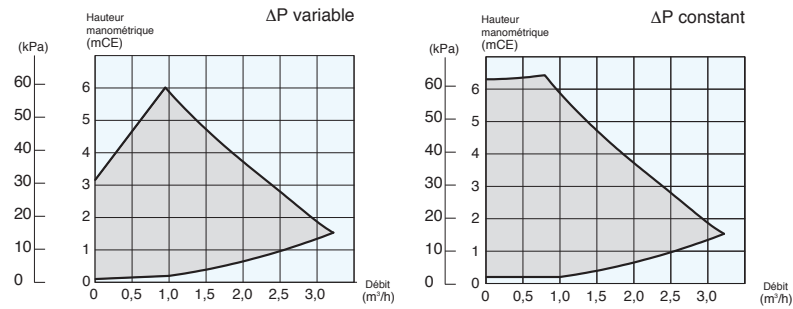 ΔP variable
Hauteur
manométrique
(mCE)
(kPa)
60
50
40
30
20
10
0
6
5
4
3
2
1
0
0,5
1,0
1,5
2,0
2,5
3,0
Débit
(m³/h)
ΔP constant
Hauteur
manométrique
(mCE)
(kPa)
60
50
40
30
20
10
0
6
5
4
3
2
1
0
0
0,5
1,0
1,5
2,0
2,5
3,0
Débit
(m³/h)